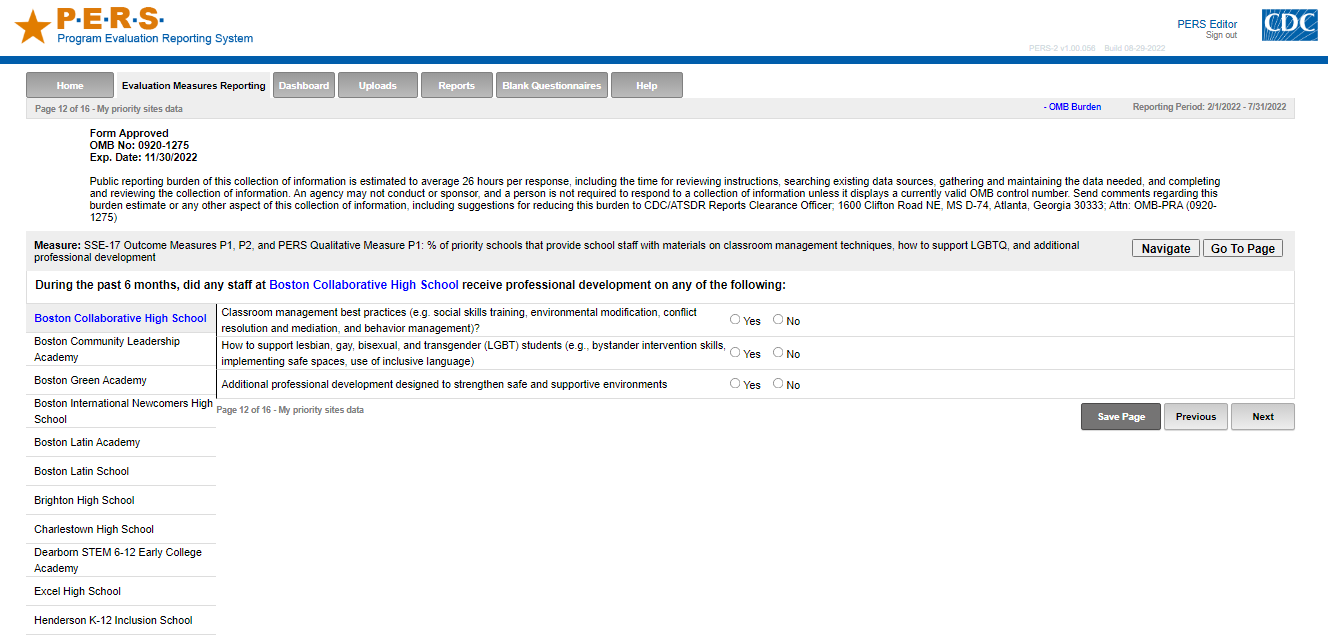 P·E·R·S·
Program Evaluation Reporting System
PERS Editor
Sign out
CDC
PERS-2 v1.00.056 Build 08-29-2022
Home Evaluation Measures Reporting Dashboard Uploads Reports Blank Questionnaires Help
Page 12 of 16 - My priority sites data - OMB Burden Reporting Period: 2/1/2022 - 7/31/2022
Form Approved
OMB No: 0920-1275
Exp. Date: 11/30/2022
Public reporting burden of this collection of information is estimated to average 26 hours per response, including the time for reviewing instructions, searching existing data sources, gathering and maintaining the data needed, and completing
and reviewing the collection of information. An agency may not conduct or sponsor, and a person is not required to respond to a collection of information unless it displays a currently valid OMB control number. Send comments regarding this
burden estimate or any other aspect of this collection of information, including suggestions for reducing this burden to CDC/ATSDR Reports Clearance Officer; 1600 Clifton Road NE, MS D-74, Atlanta, Georgia 30333; Attn: OMB-PRA (0920-
1275)
Measure: SSE-17 Outcome Measures P1, P2, and PERS Qualitative Measure P1: % of priority schools that provide school staff with materials on classroom management techniques, how to support LGBTQ, and additional
professional development
Navigate Go To Page
During the past 6 months, did any staff at Boston Collaborative High School receive professional development on any of the following:
Boston Collaborative High School
Boston Community Leadership
Academy
Boston Green Academy
Boston International Newcomers High
School
Boston Latin Academy
Boston Latin School
Brighton High School
Charlestown High School
Dearborn STEM 6-12 Early College
Academy
Excel High School
Henderson K-12 Inclusion School
Classroom management best practices (e.g. social skills training, environmental modification, conflict
resolution and mediation, and behavior management)?
Yes No
How to support lesbian, gay, bisexual, and transgender (LGBT) students (e.g., bystander intervention skills,
implementing safe spaces, use of inclusive language)
Yes No
Additional professional development designed to strengthen safe and supportive environments
Yes No
Page 12 of 16 - My priority sites data
Save Page Previous Next